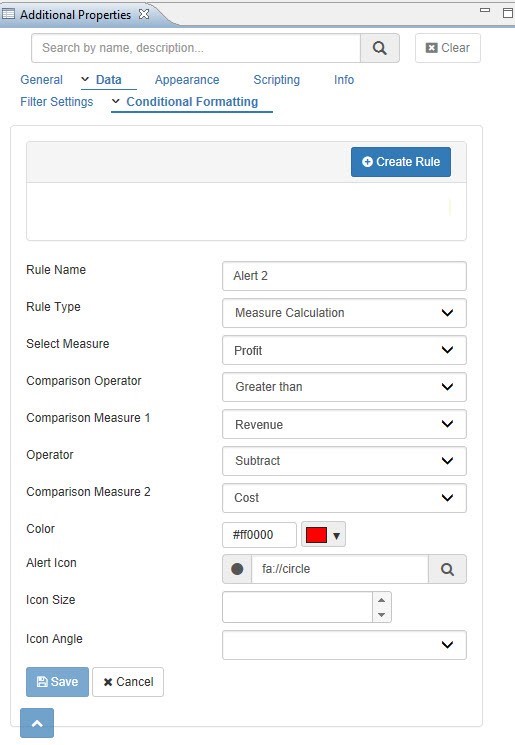 Additional Properties
Search by name, description...
Clear
General Data Appearance Scripting Info
Filter Settings Conditional Formatting
Create Rule
Rule Name Alert 2
Rule Type Measure Calculation
Select Measure Profit
Comparison Operator Greater than
Comparison Measure 1 Revenue
Operator Subtract
Comparison Measure 2 Cost
Color #ff0000
Alert Icon fa://circle
Icon Size
Icon Angle
Save Cancel